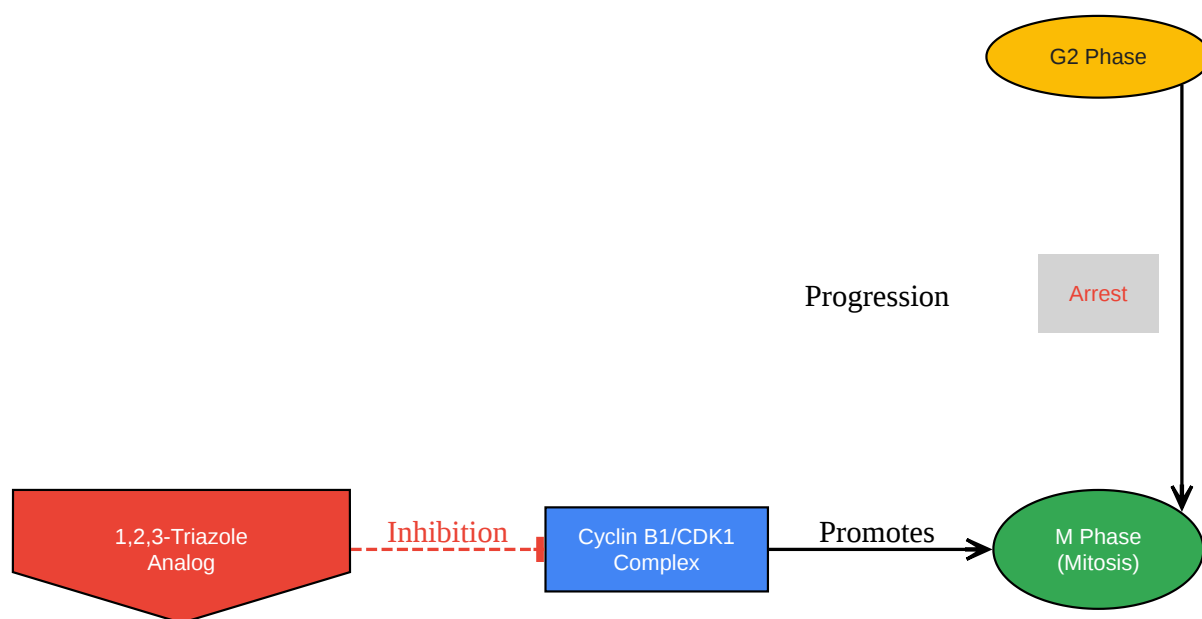 G2 Phase
Progression
Arrest
1,2,3-Triazole
Analog
Inhibition
Cyclin B1/CDK1
Complex
Promotes
M Phase
(Mitosis)